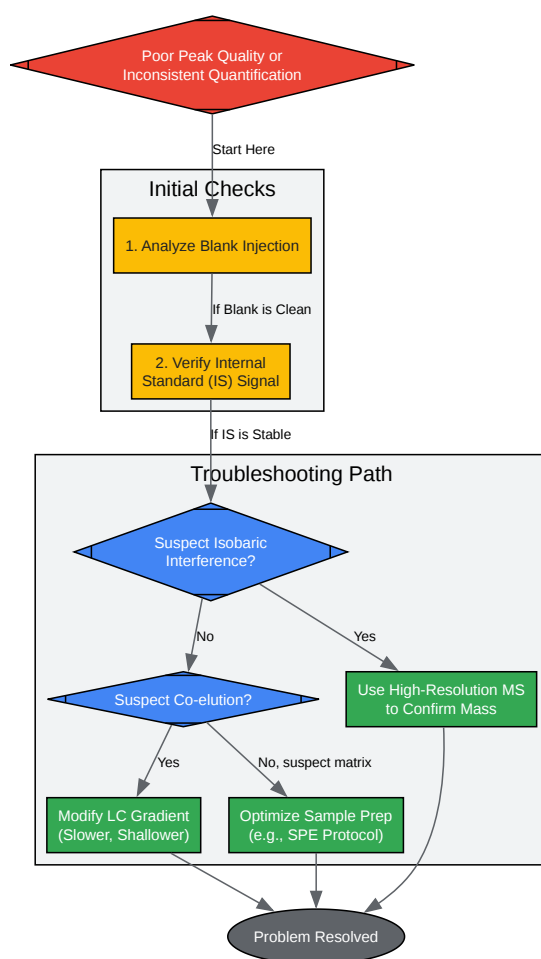 Poor Peak Quality or
Inconsistent Quantification
Start Here
Initial Checks
1. Analyze Blank Injection
If Blank is Clean
2. Verify Internal
Standard (IS) Signal
If IS is Stable
Troubleshooting Path
Suspect Isobaric
Interference?
No
Yes
Suspect Co-elution?
Use High-Resolution MS
to Confirm Mass
Yes
No, suspect matrix
Modify LC Gradient
(Slower, Shallower)
Optimize Sample Prep
(e.g., SPE Protocol)
Problem Resolved